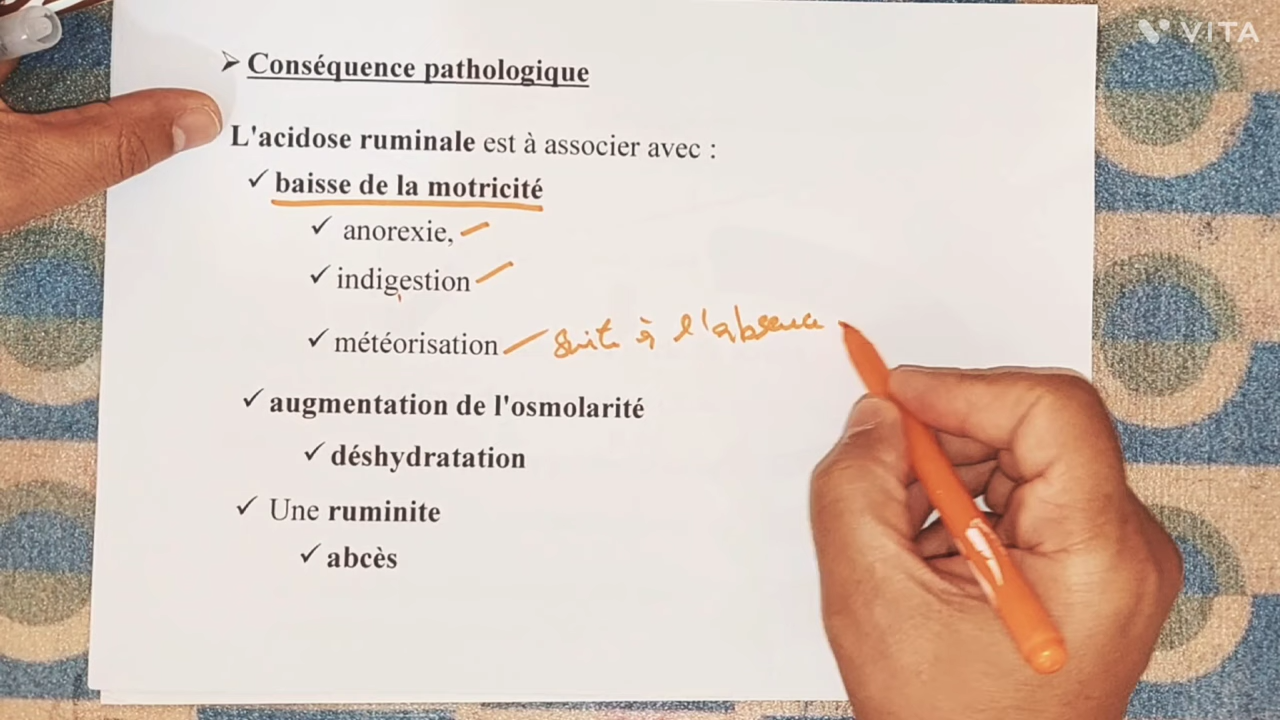 VITA
➤ Conséquence pathologique
L'acidose ruminale est à associer avec :
✓ baisse de la motricité
✓ anorexie,
✓ indigestion
✓ météorisation suite à l'absence
✓ augmentation de l'osmolarité
✓ déshydratation
✓ Une ruminite
✓ abcès